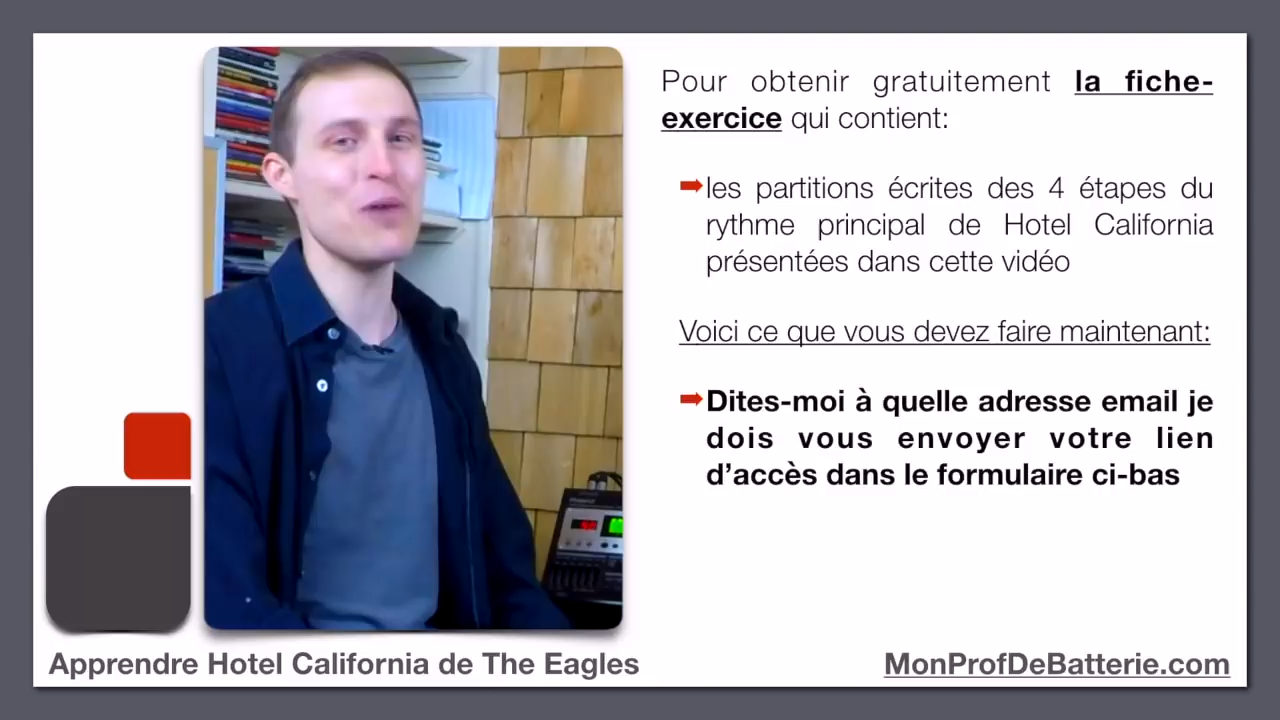 Pour obtenir gratuitement la fiche-
exercice qui contient:
les partitions écrites des 4 étapes du
rythme principal de Hotel California
présentées dans cette vidéo
Voici ce que vous devez faire maintenant:
Dites-moi à quelle adresse email je
dois vous envoyer votre lien
d'accès dans le formulaire ci-bas
Apprendre Hotel California de The Eagles
MonProfDeBatterie.com